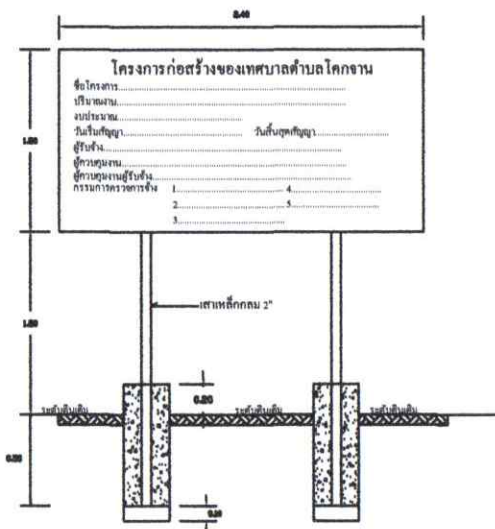 2.40
โครงการก่อสร้างของเทศบาลตำบลโคกจาน
ชื่อโครงการ
ปริมาณงาน
งบประมาณ
วันเริ่มสัญญา วันสิ้นสุดสัญญา
ผู้รับจ้าง
ผู้ควบคุมงาน
ผู้ควบคุมงานผู้รับจ้าง
กรรมการตรวจการจ้าง 1 4
2 5
3
เสาเหล็กกลม 2"
0.20
ระดับดินเดิม ระดับดินเดิม ระดับดินเดิม